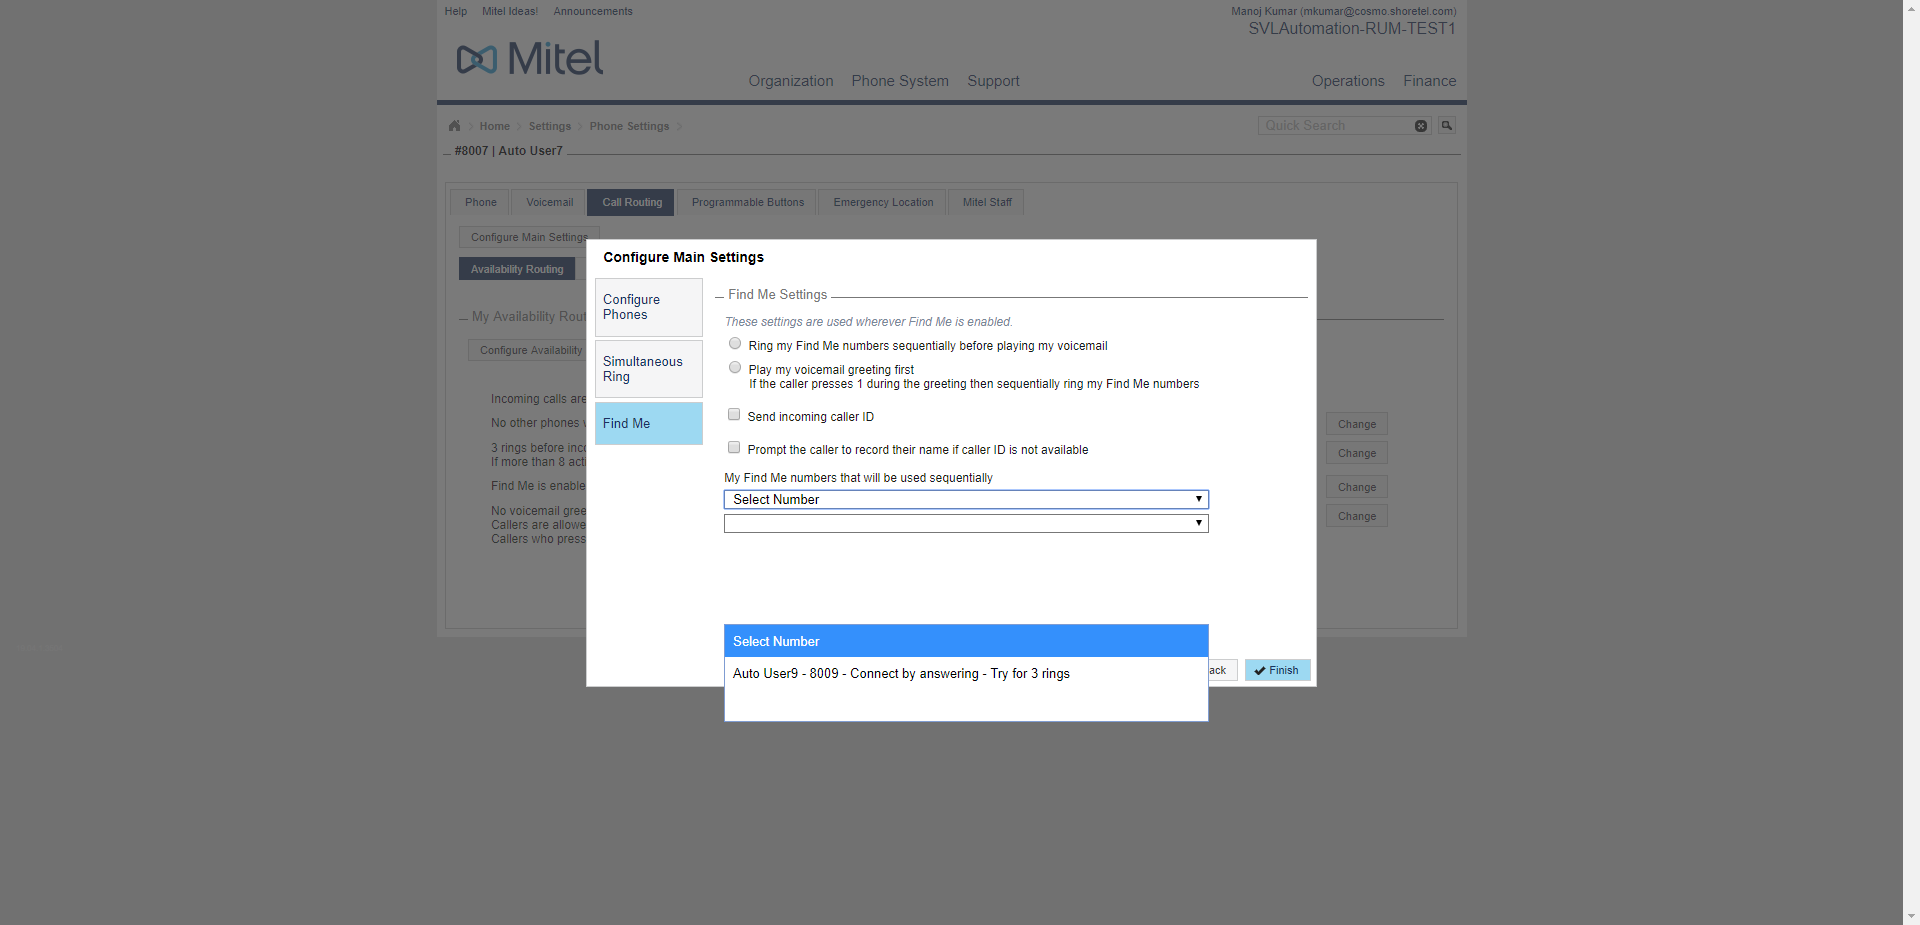 Help Mitel Ideas! Announcements
Manoj Kumar (mkumar@cosmo.shoretel.com)
SVLAutomation-RUM-TEST1
Mitel
Organization Phone System Support Operations Finance
Home Settings Phone Settings
Quick Search
#8007 | Auto User7
Phone Voicemail Call Routing Programmable Buttons Emergency Location Mitel Staff
Configure Main Settings
Availability Routing
My Availability Rout
Configure Availability
Incoming calls are
No other phones
Change
3 rings before inco
If more than 8 acti
Change
Find Me is enable
Change
No voicemail gree
Callers are allowe
Callers who press
Change
Configure Main Settings
Configure
Phones
Simultaneous
Ring
Find Me
Find Me Settings
These settings are used wherever Find Me is enabled.
Ring my Find Me numbers sequentially before playing my voicemail
Play my voicemail greeting first
If the caller presses 1 during the greeting then sequentially ring my Find Me numbers
Send incoming caller ID
Prompt the caller to record their name if caller ID is not available
My Find Me numbers that will be used sequentially
Select Number
Select Number
Auto User9 - 8009 - Connect by answering - Try for 3 rings
ack
Finish